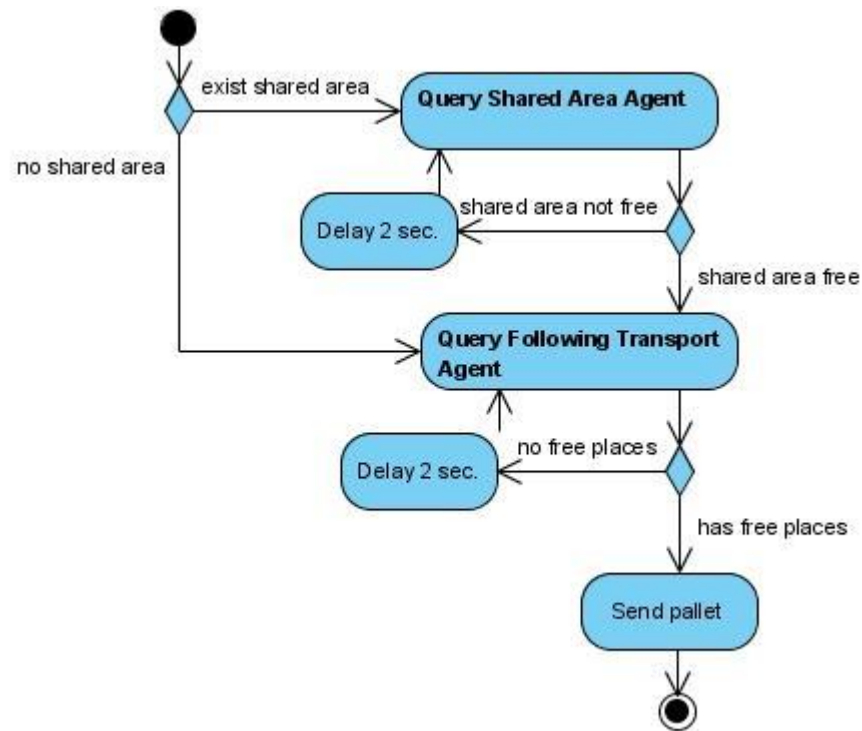 exist shared area
Query Shared Area Agent
no shared area
shared area not free
Delay 2 sec.
shared area free
Query Following Transport
Agent
no free places
Delay 2 sec.
has free places
Send pallet